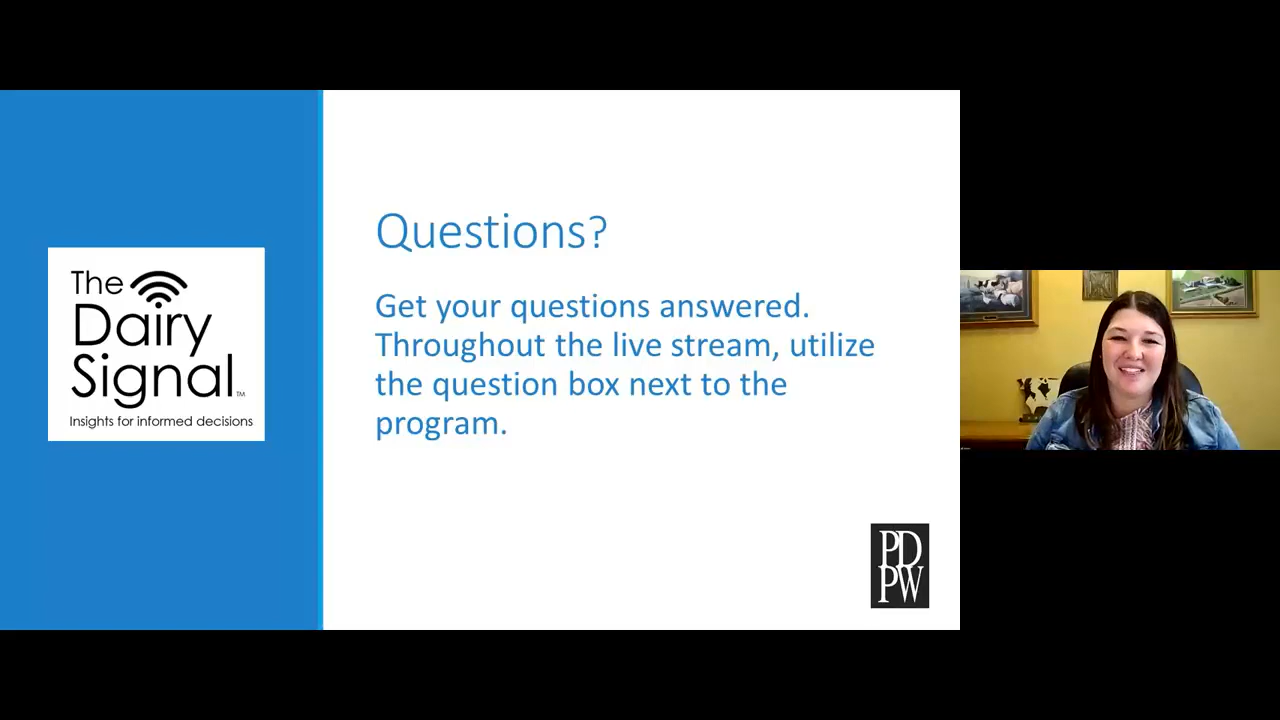 The
Dairy
Signal™
Insights for informed decisions
Questions?
Get your questions answered.
Throughout the live stream, utilize
the question box next to the
program.
PD
PW